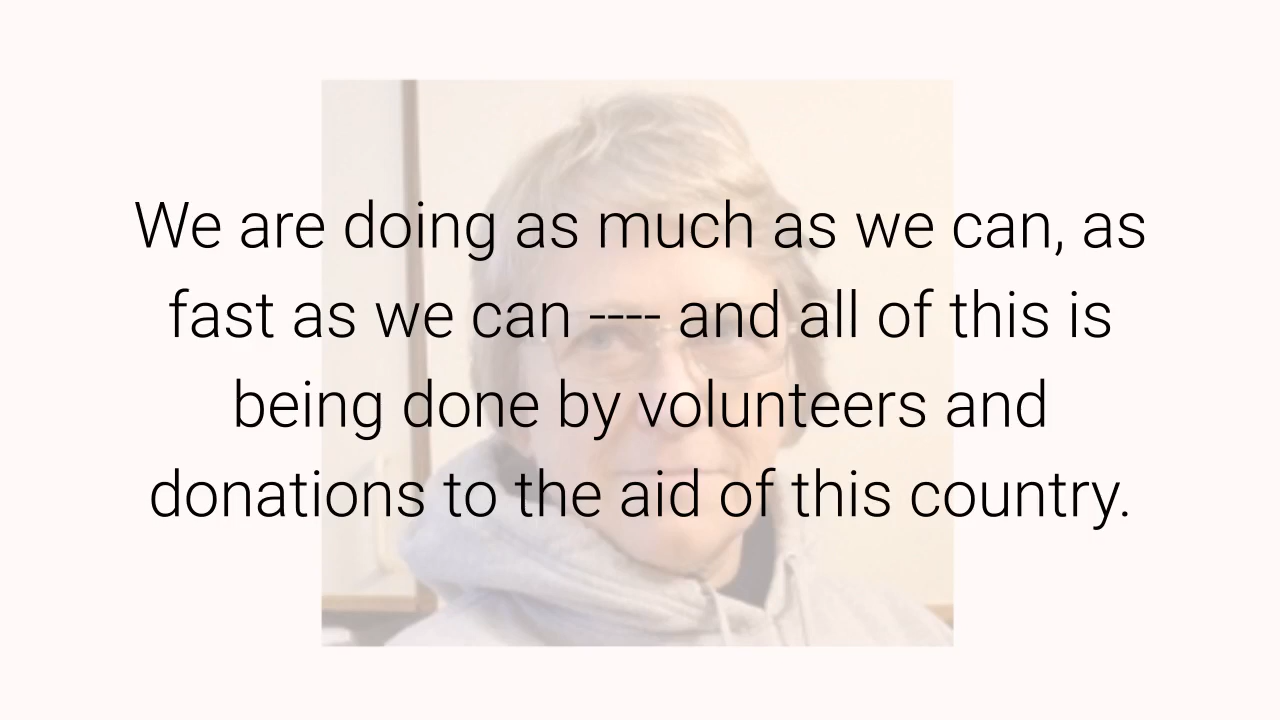 We are doing as much as we can, as
fast as we can ---- and all of this is
being done by volunteers and
donations to the aid of this country.